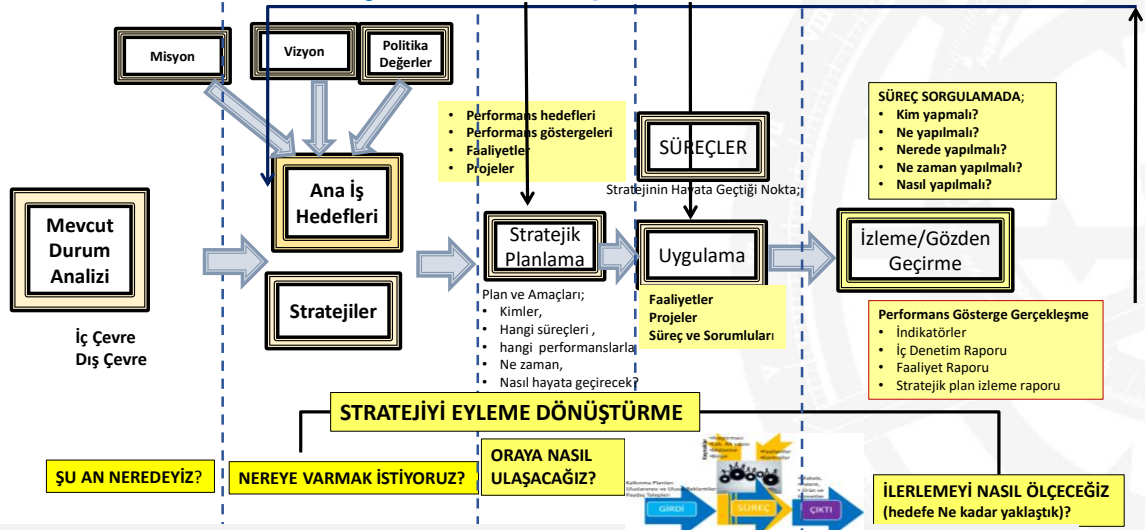 Misyon
Vizyon
Politika
Değerler
Mevcut
Durum
Analizi
İç Çevre
Dış Çevre
Ana İş
Hedefleri
Stratejiler
• Performans hedefleri
• Performans göstergeleri
• Faaliyetler
• Projeler
Stratejik
Planlama
Plan ve Amaçları;
• Kimler,
• Hangi süreçleri ,
• hangi performanslarla
• Ne zaman,
• Nasıl hayata geçirecek?
SÜREÇLER
Stratejinin Hayata Geçtiği Nokta;
Uygulama
Faaliyetler
Projeler
Süreç ve Sorumluları
SÜREÇ SORGULAMADA;
• Kim yapmalı?
• Ne yapılmalı?
• Nerede yapılmalı?
• Ne zaman yapılmalı?
• Nasıl yapılmalı?
İzleme/Gözden
Geçirme
Performans Gösterge Gerçekleşme
• İndikatörler
• İç Denetim Raporu
• Faaliyet Raporu
• Stratejik plan izleme raporu
STRATEJİYİ EYLEME DÖNÜŞTÜRME
ŞU AN NEREDEYİZ?
NEREYE VARMAK İSTİYORUZ?
ORAYA NASIL
ULAŞACAĞIZ?
GİRDİ
SÜREÇ
ÇIKTI
İLERLEMEYİ NASIL ÖLÇECEĞİZ
(hedefe Ne kadar yaklaştık)?